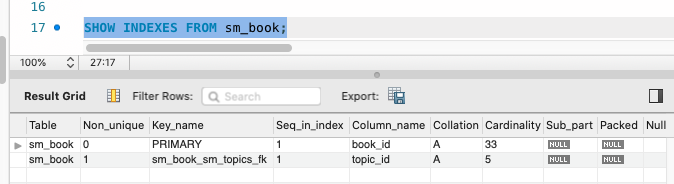 16
17 SHOW INDEXES FROM sm_book;
100% 27:17
Result Grid Filter Rows: Search Export:
Table Non_unique Key_name Seq_in_index Column_name Collation Cardinality Sub_part Packed Null
sm_book 0 PRIMARY 1 book_id A 33 NULL NULL
sm_book 1 sm_book_sm_topics_fk 1 topic_id A 5 NULL NULL